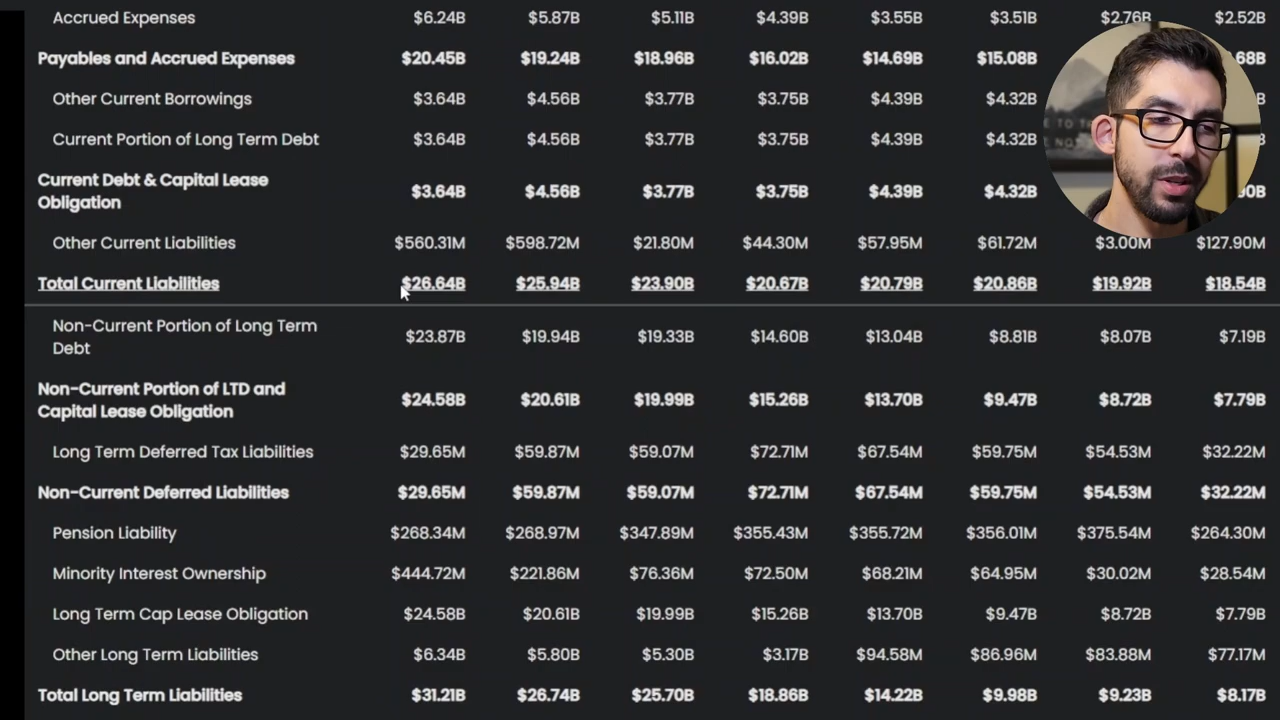 Accrued Expenses $6.24B $5.87B $5.11B $4.39B $3.55B $3.51B $2.76B $2.52B
Payables and Accrued Expenses $20.45B $19.24B $18.96B $16.02B $14.69B $15.08B .68B
Other Current Borrowings $3.64B $4.56B $3.77B $3.75B $4.39B $4.32B
Current Portion of Long Term Debt $3.64B $4.56B $3.77B $3.75B $4.39B $4.32B
Current Debt & Capital Lease
Obligation $3.64B $4.56B $3.77B $3.75B $4.39B $4.32B
Other Current Liabilities $560.31M $598.72M $21.80M $44.30M $57.95M $61.72M $3.00M $127.90M
Total Current Liabilities $26.64B $25.94B $23.90B $20.67B $20.79B $20.86B $19.92B $18.54B
Non-Current Portion of Long Term
Debt $23.87B $19.94B $19.33B $14.60B $13.04B $8.81B $8.07B $7.19B
Non-Current Portion of LTD and
Capital Lease Obligation $24.58B $20.61B $19.99B $15.26B $13.70B $9.47B $8.72B $7.79B
Long Term Deferred Tax Liabilities $29.65M $59.87M $59.07M $72.71M $67.54M $59.75M $54.53M $32.22M
Non-Current Deferred Liabilities $29.65M $59.87M $59.07M $72.71M $67.54M $59.75M $54.53M $32.22M
Pension Liability $268.34M $268.97M $347.89M $355.43M $355.72M $356.01M $375.54M $264.30M
Minority Interest Ownership $444.72M $221.86M $76.36M $72.50M $68.21M $64.95M $30.02M $28.54M
Long Term Cap Lease Obligation $24.58B $20.61B $19.99B $15.26B $13.70B $9.47B $8.72B $7.79B
Other Long Term Liabilities $6.34B $5.80B $5.30B $3.17B $94.58M $86.96M $83.88M $77.17M
Total Long Term Liabilities $31.21B $26.74B $25.70B $18.86B $14.22B $9.98B $9.23B $8.17B